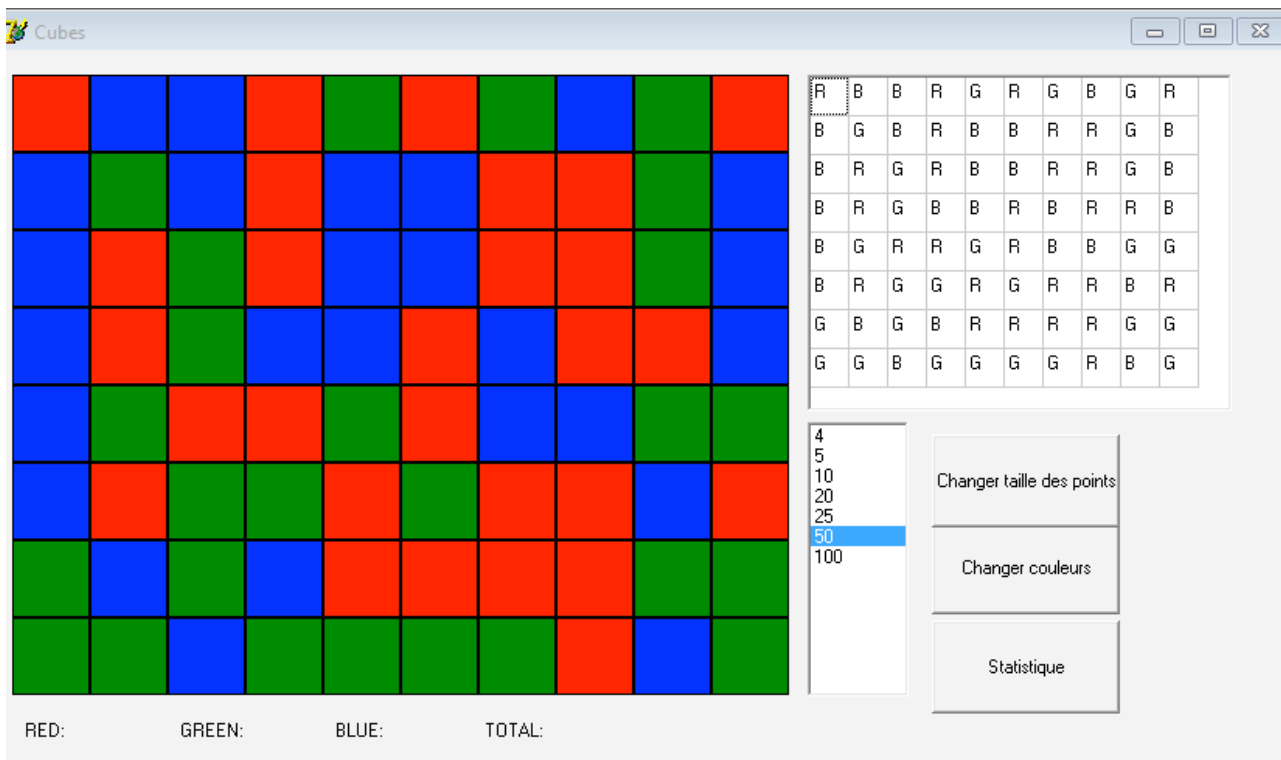 Cubes
R B B R G R G B G R
B G B R B B R R G B
B R G R B B R R G B
B R G B B R B R R B
B G R R G R B B G G
B R G G R G R R B R
G B G B R R R R G G
G G B G G G G R B G
4
5
10
20
25
50
100
Changer taille des points
Changer couleurs
Statistique
RED: GREEN: BLUE: TOTAL: